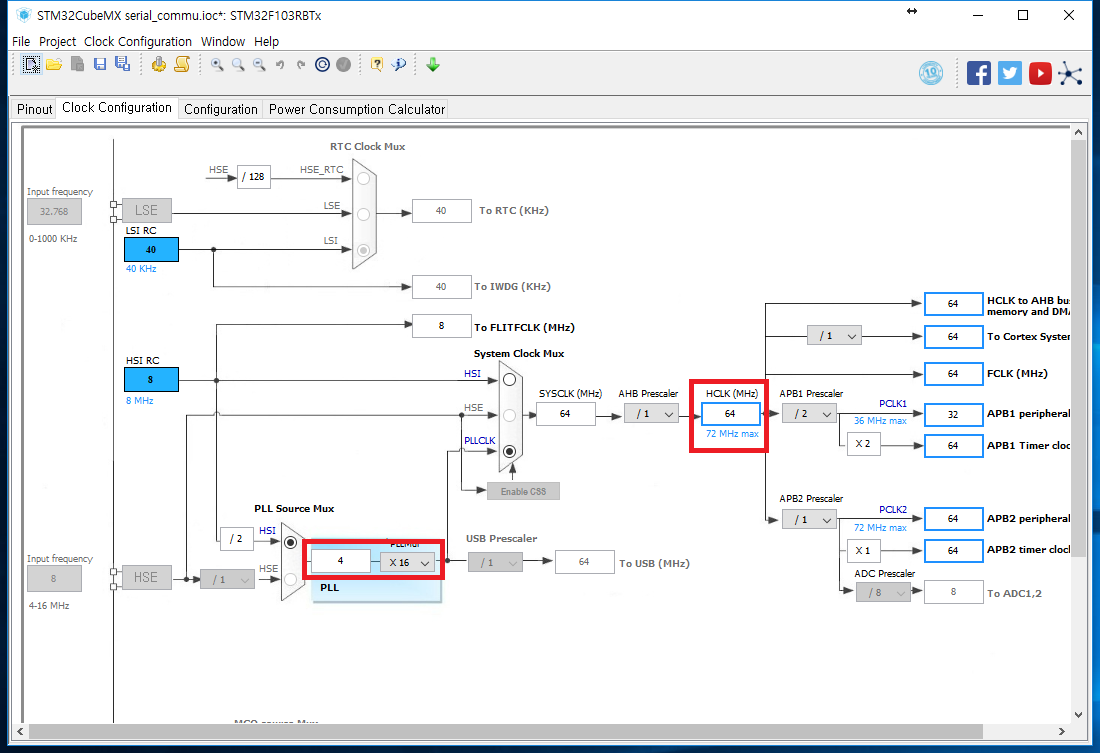 STM32CubeMX serial_commu.ioc*: STM32F103RBTx
File Project Clock Configuration Window Help
19
Pinout Clock Configuration Configuration Power Consumption Calculator
RTC Clock Mux
HSE / 128 HSE_RTC
Input frequency
32.768 LSE LSE 40 To RTC (KHz)
0-1000 KHz
LSI RC
40 LSI
40 KHz
40 To IWDG (KHz)
8 To FLITFCLK (MHz)
64 HCLK to AHB bu
memory and DM
/ 1 64 To Cortex System
System Clock Mux
HSI RC
8 HSI 64 FCLK (MHz)
8 MHz
SYSCLK (MHz) AHB Prescaler HCLK (MHz) APB1 Prescaler
HSE 64 / 1 64 / 2 PCLK1 32 APB1 peripheral
72 MHz max 36 MHz max
PLLCLK X 2 64 APB1 Timer cloc
Enable CSS
APB2 Prescaler
PLL Source Mux
/ 1 PCLK2 64 APB2 peripheral
72 MHz max
/ 2 HSI PLLMul USB Prescaler X 1 64 APB2 timer clock
Input frequency
4 X 16 / 1 64 To USB (MHz)
8 HSE / 1 HSE PLL ADC Prescaler
/ 8 8 To ADC1,2
4-16 MHz
MCO source Mux